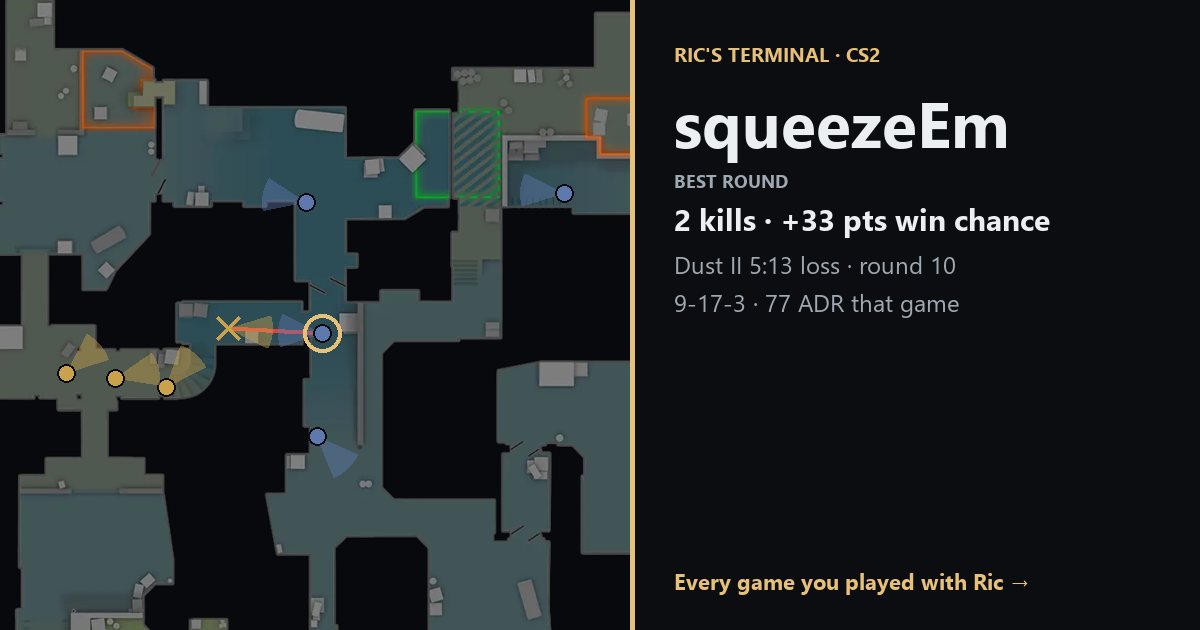 RIC'S TERMINAL · CS2
squeezeEm
BEST ROUND
2 kills · +33 pts win chance
Dust II 5:13 loss · round 10
9-17-3 · 77 ADR that game
Every game you played with Ric →